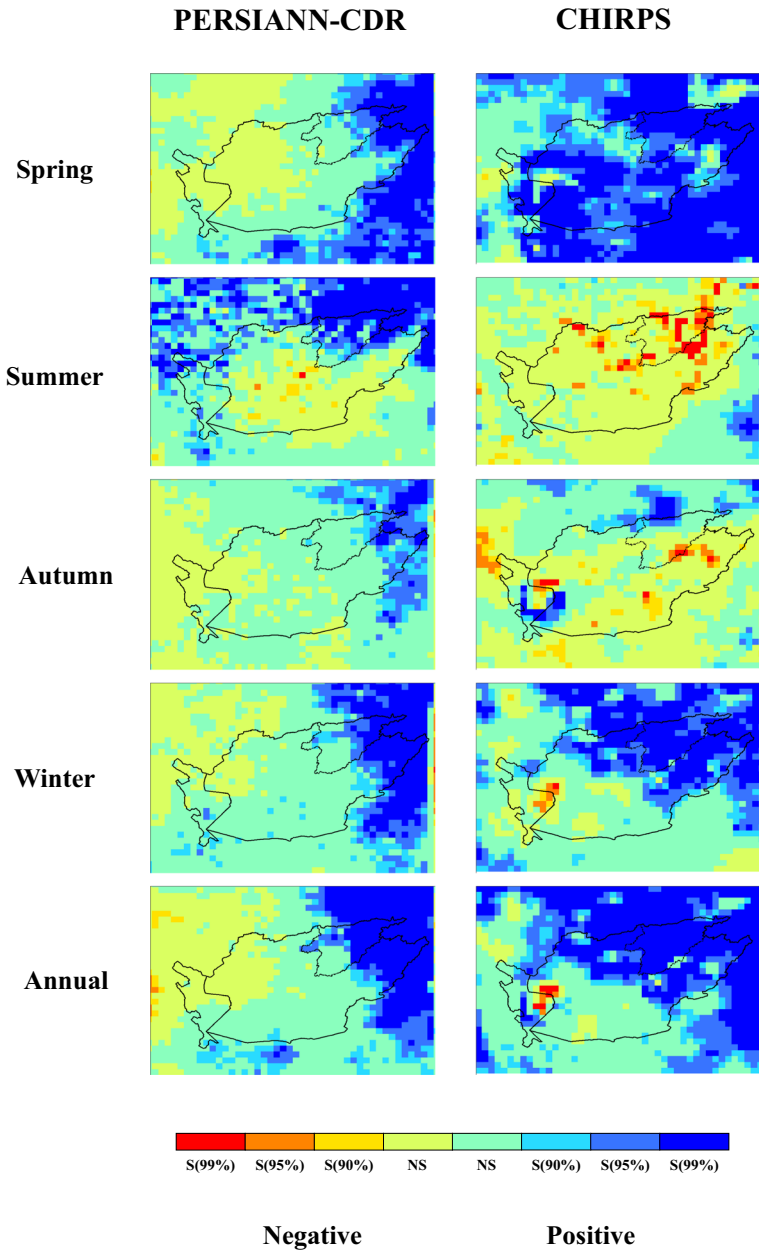 PERSIANN-CDR CHIRPS
Spring
Summer
Autumn
Winter
Annual
S(99%) S(95%) S(90%) NS NS S(90%) S(95%) S(99%)
Negative Positive